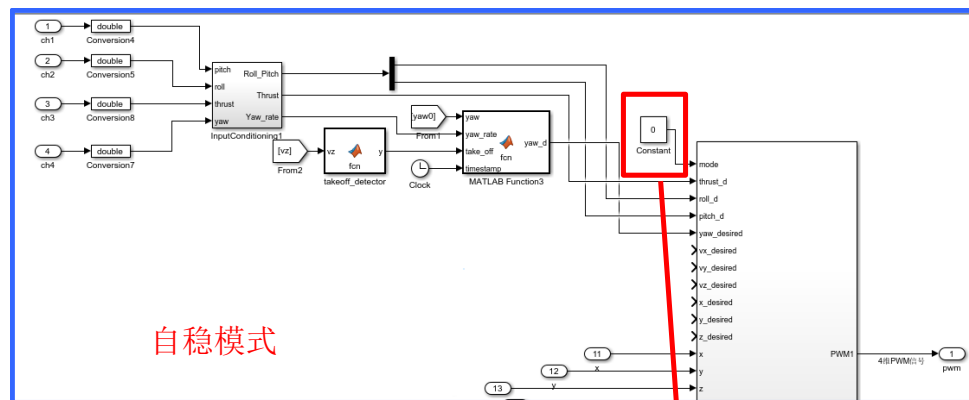 1
double
ch1
Conversion4
2
double
ch2
Conversion5
3
double
ch3
Conversion8
4
double
ch4
Conversion7
pitch
roll
thrust
yaw
Roll_Pitch
Thrust
Yaw_rate
InputConditioning1
[vz]
From2
vz
y
fcn
takeoff_detector
[yaw0]
From1
Clock
yaw
yaw_rate
take_off
timestamp
fcn
yaw_d
MATLAB Function3
0
Constant
mode
thrust_d
roll_d
pitch_d
yaw_desired
vx_desired
vy_desired
vz_desired
x_desired
y_desired
z_desired
x
y
z
PWM1
4维PWM信号
1
pwm
11
x
12
y
13
自稳模式